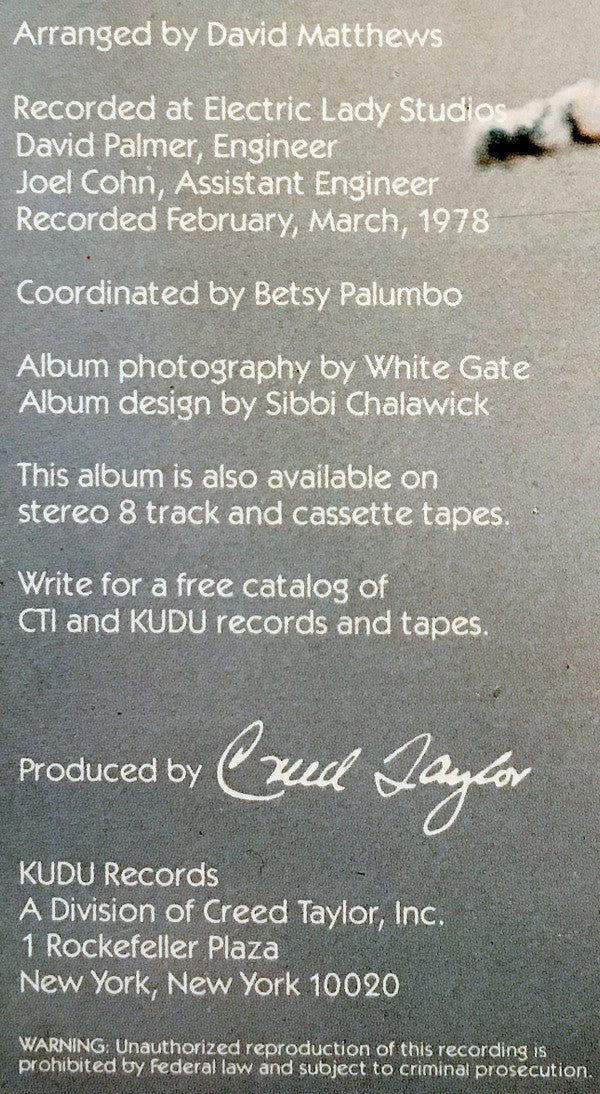 Arranged by David Matthews
Recorded at Electric Lady Studios
David Palmer, Engineer
Joel Cohn, Assistant Engineer
Recorded February, March, 1978
Coordinated by Betsy Palumbo
Album photography by White Gate
Album design by Sibbi Chalawick
This album is also available on
stereo 8 track and cassette tapes.
Write for a free catalog of
CTI and KUDU records and tapes.
Produced by Creed Taylor
KUDU Records
A Division of Creed Taylor, Inc.
1 Rockefeller Plaza
New York, New York 10020
WARNING: Unauthorized reproduction of this recording is
prohibited by Federal law and subject to criminal prosecution.